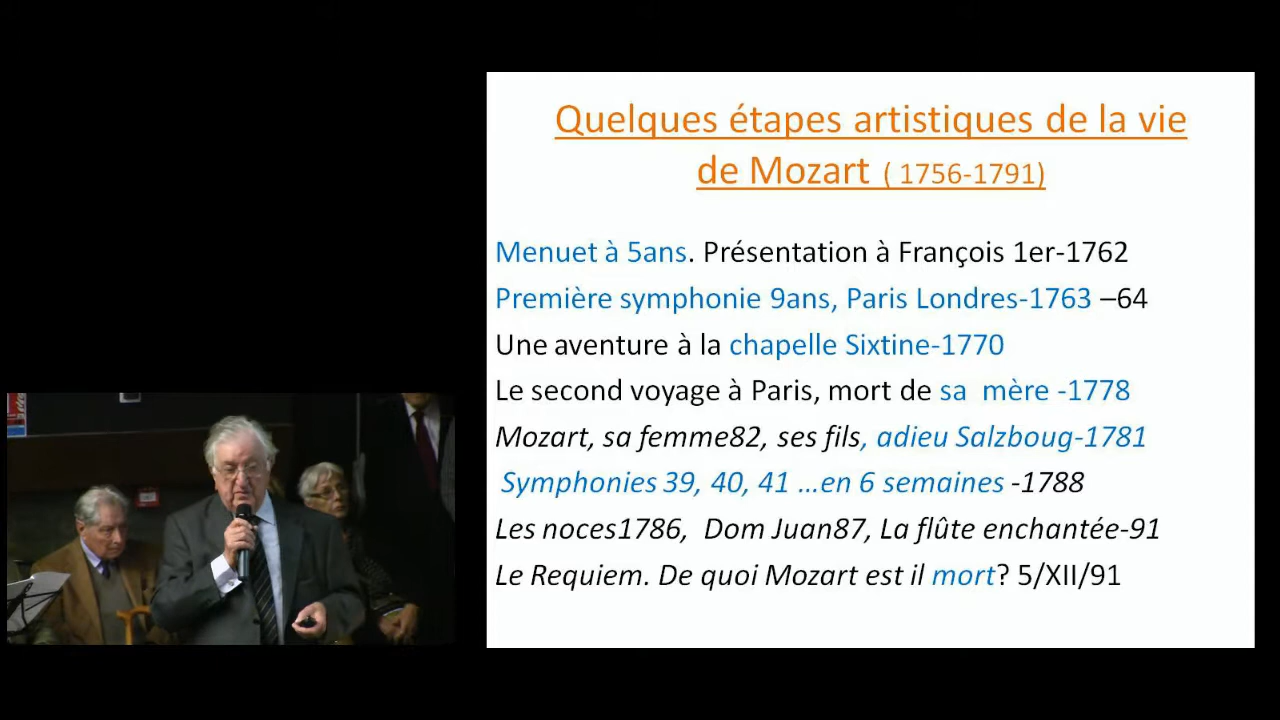 Quelques étapes artistiques de la vie
de Mozart ( 1756-1791)
Menuet à 5ans. Présentation à François 1er-1762
Première symphonie 9ans, Paris Londres-1763 –64
Une aventure à la chapelle Sixtine-1770
Le second voyage à Paris, mort de sa mère -1778
Mozart, sa femme82, ses fils, adieu Salzboug-1781
Symphonies 39, 40, 41 ...en 6 semaines -1788
Les noces1786, Dom Juan87, La flûte enchantée-91
Le Requiem. De quoi Mozart est il mort? 5/XII/91